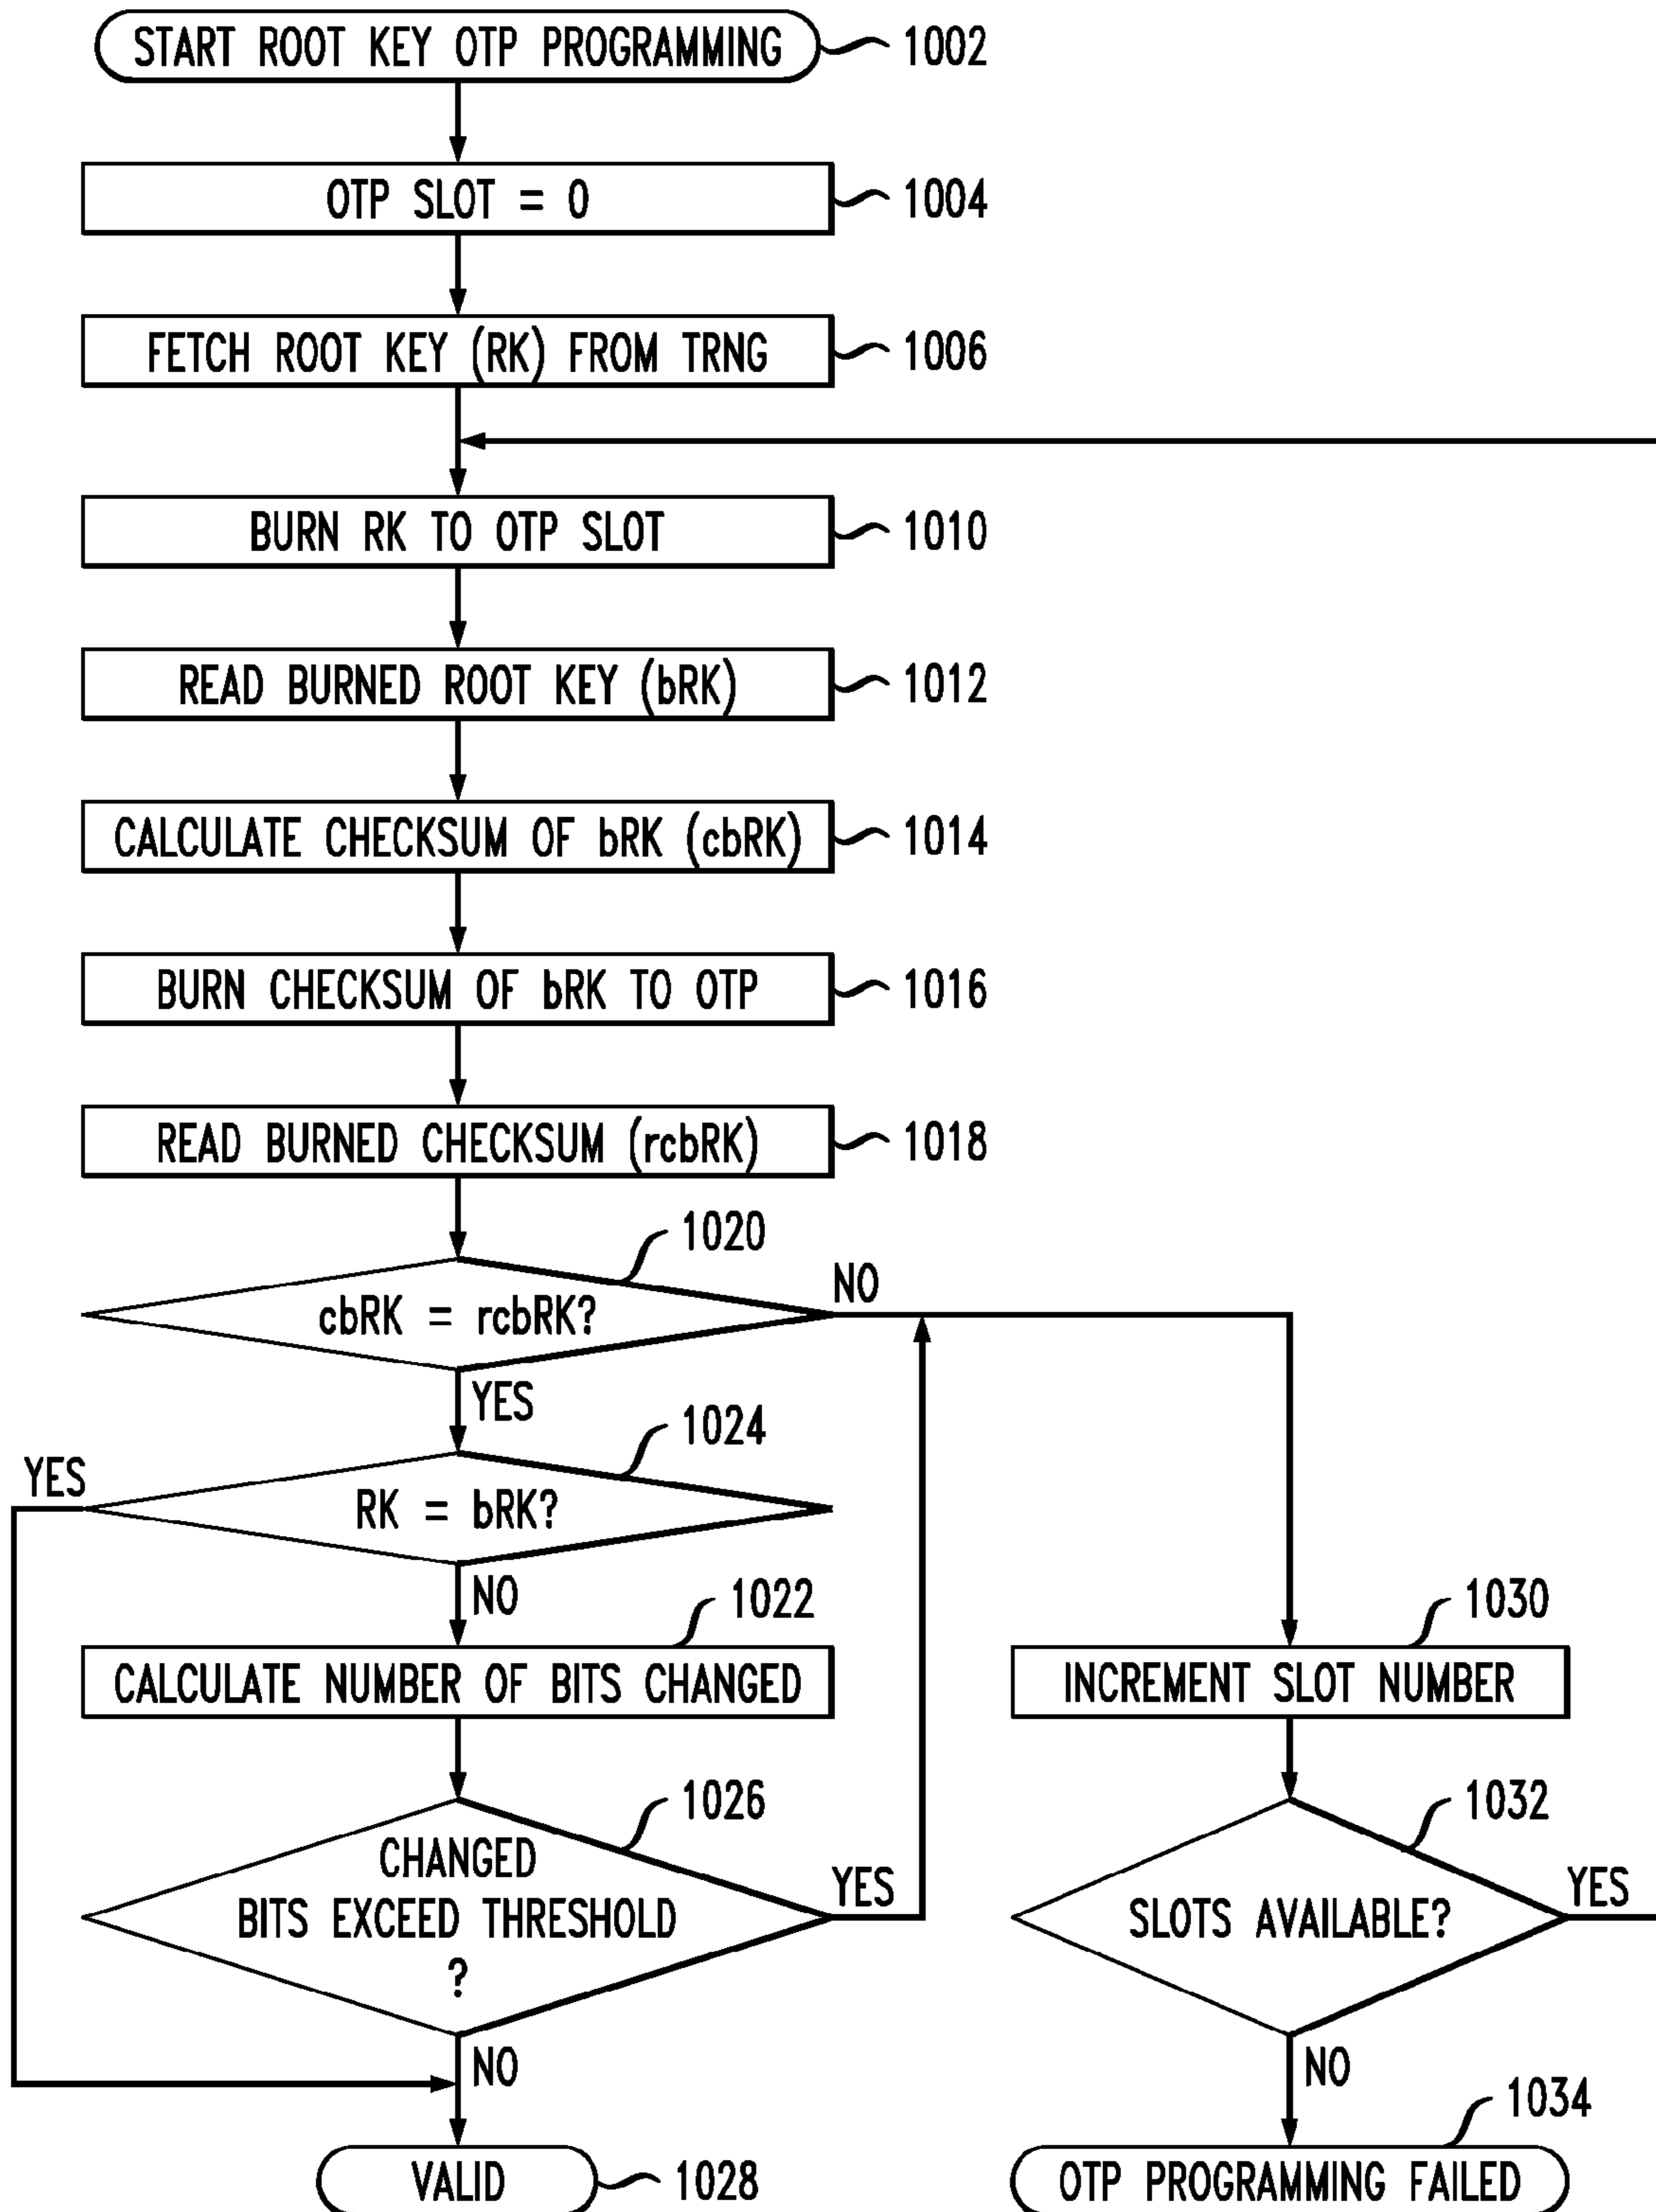 START ROOT KEY OTP PROGRAMMING
1002
OTP SLOT = 0
1004
FETCH ROOT KEY (RK) FROM TRNG
1006
BURN RK TO OTP SLOT
1010
READ BURNED ROOT KEY (bRK)
1012
CALCULATE CHECKSUM OF bRK (cbRK)
1014
BURN CHECKSUM OF bRK TO OTP
1016
READ BURNED CHECKSUM (rcbRK)
1018
1020
cbRK = rcbRK?
NO
YES
1024
YES
RK = bRK?
NO
1022
CALCULATE NUMBER OF BITS CHANGED
1026
CHANGED
BITS EXCEED THRESHOLD
?
YES
NO
VALID
1028
1030
INCREMENT SLOT NUMBER
1032
SLOTS AVAILABLE?
YES
NO
1034
OTP PROGRAMMING FAILED